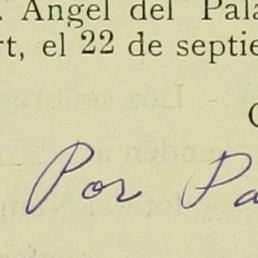 Angel del Pala
rt, el 22 de septie
Por Pa